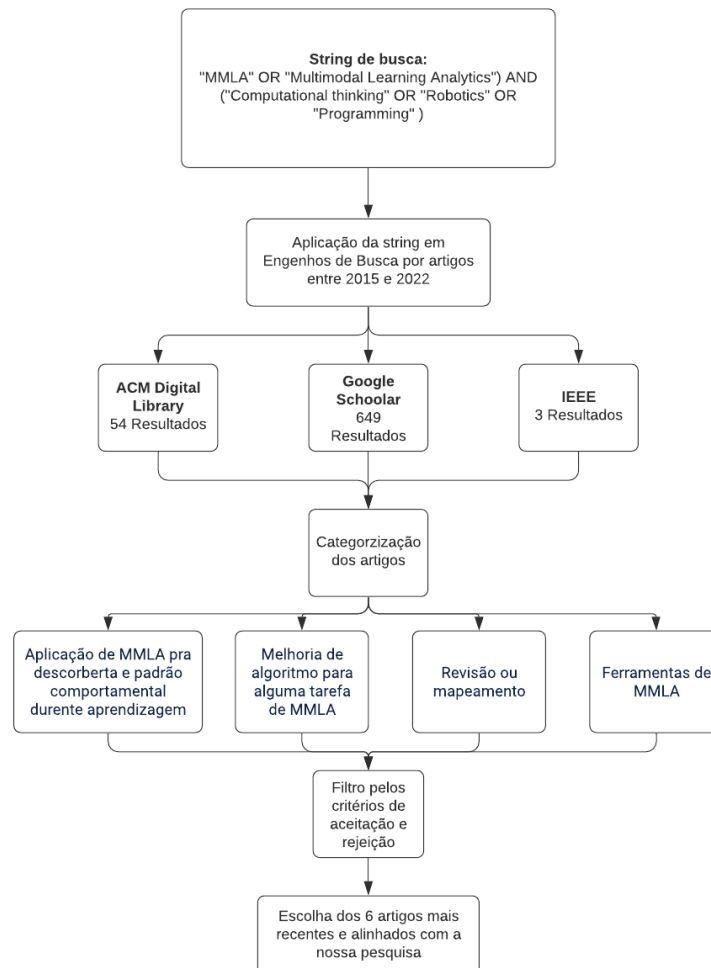 String de busca:
"MMLA" OR "Multimodal Learning Analytics") AND
("Computational thinking" OR "Robotics" OR
"Programming" )
Aplicação da string em
Engenhos de Busca por artigos
entre 2015 e 2022
ACM Digital
Library
54 Resultados
Google
Schoolar
649
Resultados
IEEE
3 Resultados
Categorzização
dos artigos
Aplicação de MMLA pra
descorberta e padrão
comportamental
durente aprendizagem
Melhoria de
algoritmo para
alguma tarefa
de MMLA
Revisão ou
mapeamento
Ferramentas de
MMLA
Filtro pelos
critérios de
aceitação e
rejeição
Escolha dos 6 artigos mais
recentes e alinhados com a
nossa pesquisa